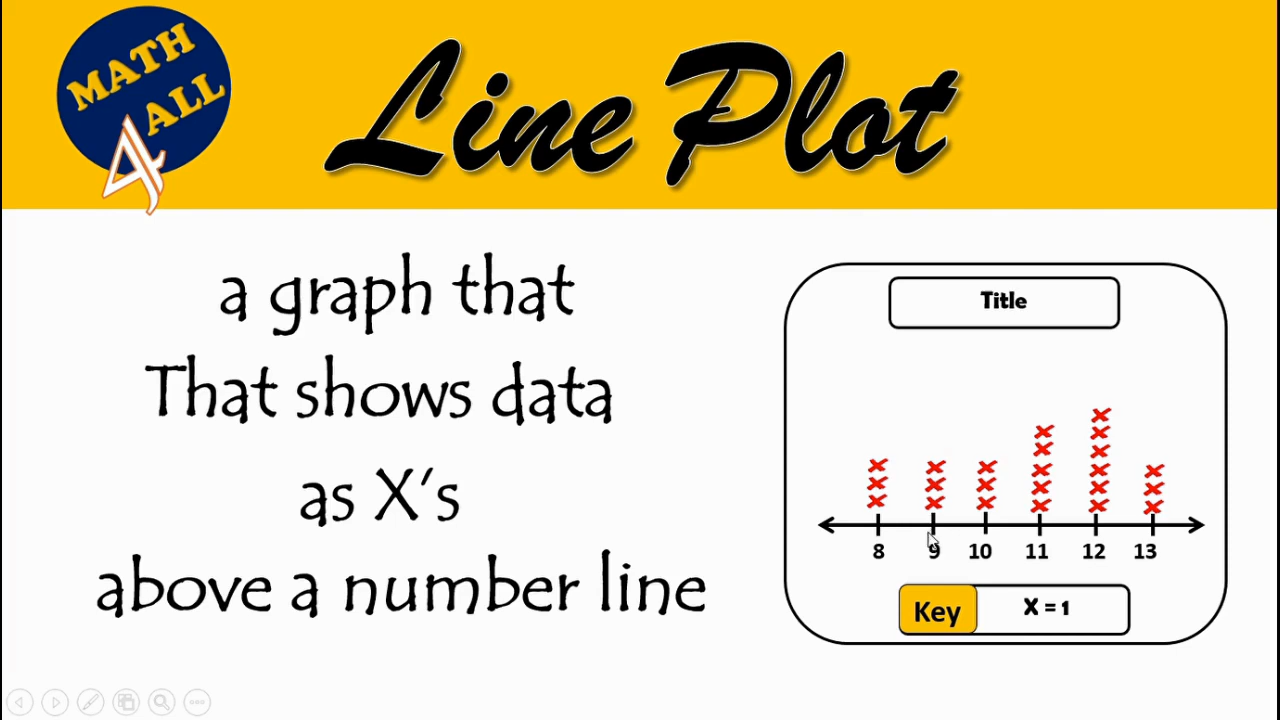 MATH
4 ALL
Line Plot
a graph that
That shows data
as X's
above a number line
Title
8 9 10 11 12 13
Key X = 1